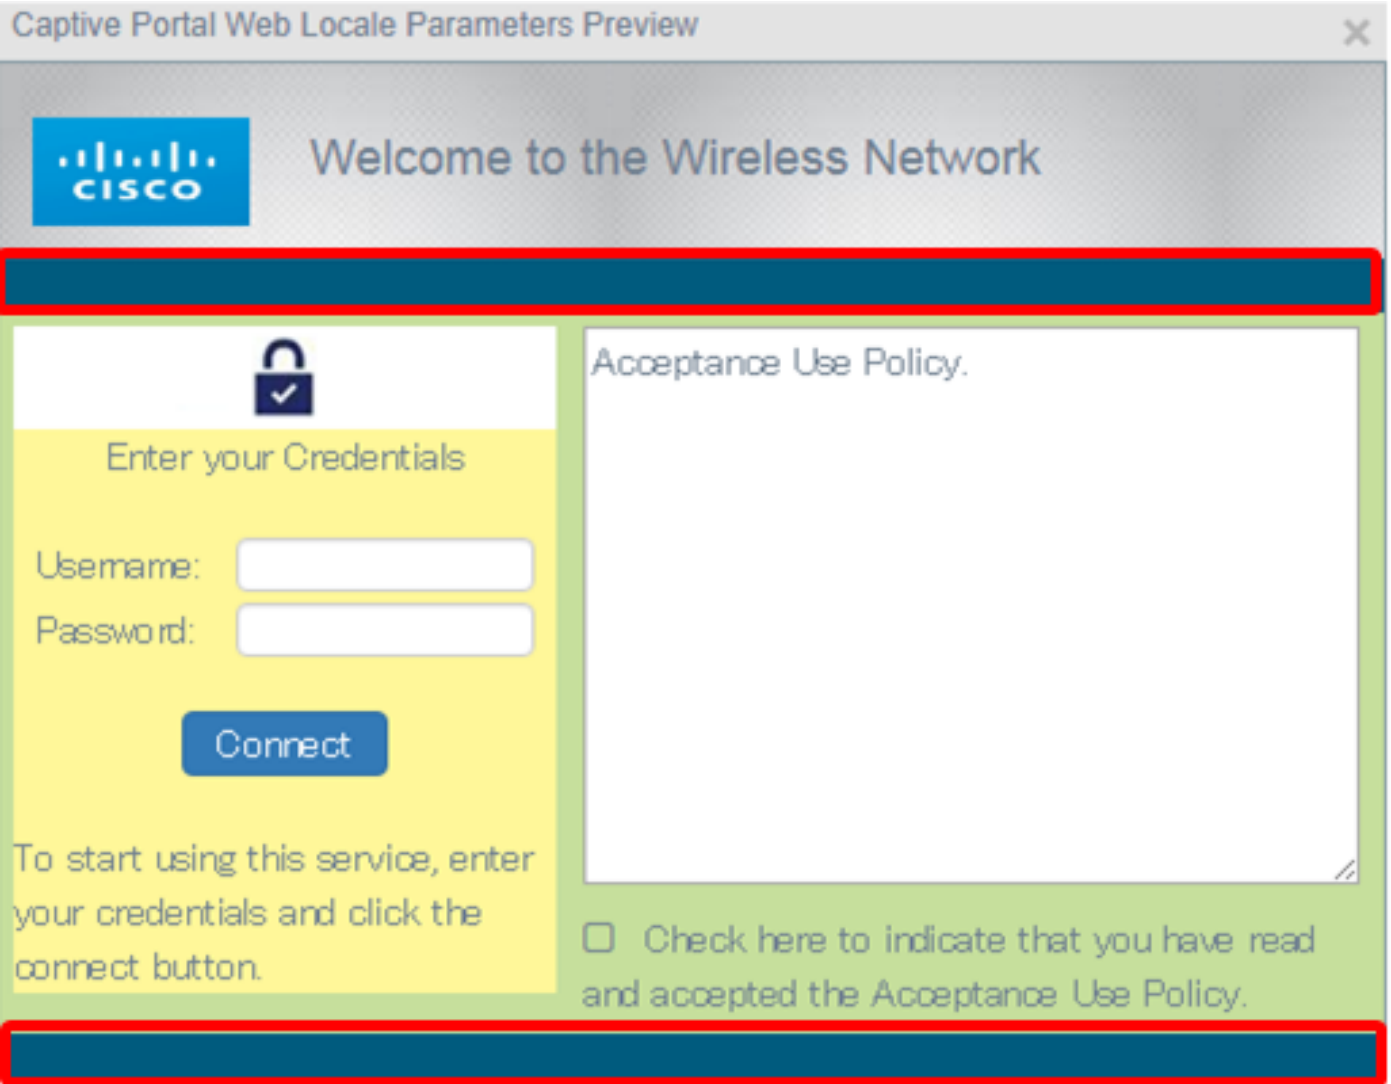 Captive Portal Web Locale Parameters Preview
CISCO
Welcome to the Wireless Network
Enter your Credentials
Username:
Password:
Connect
To start using this service, enter
your credentials and click the
connect button.
Acceptance Use Policy.
Check here to indicate that you have read
and accepted the Acceptance Use Policy.